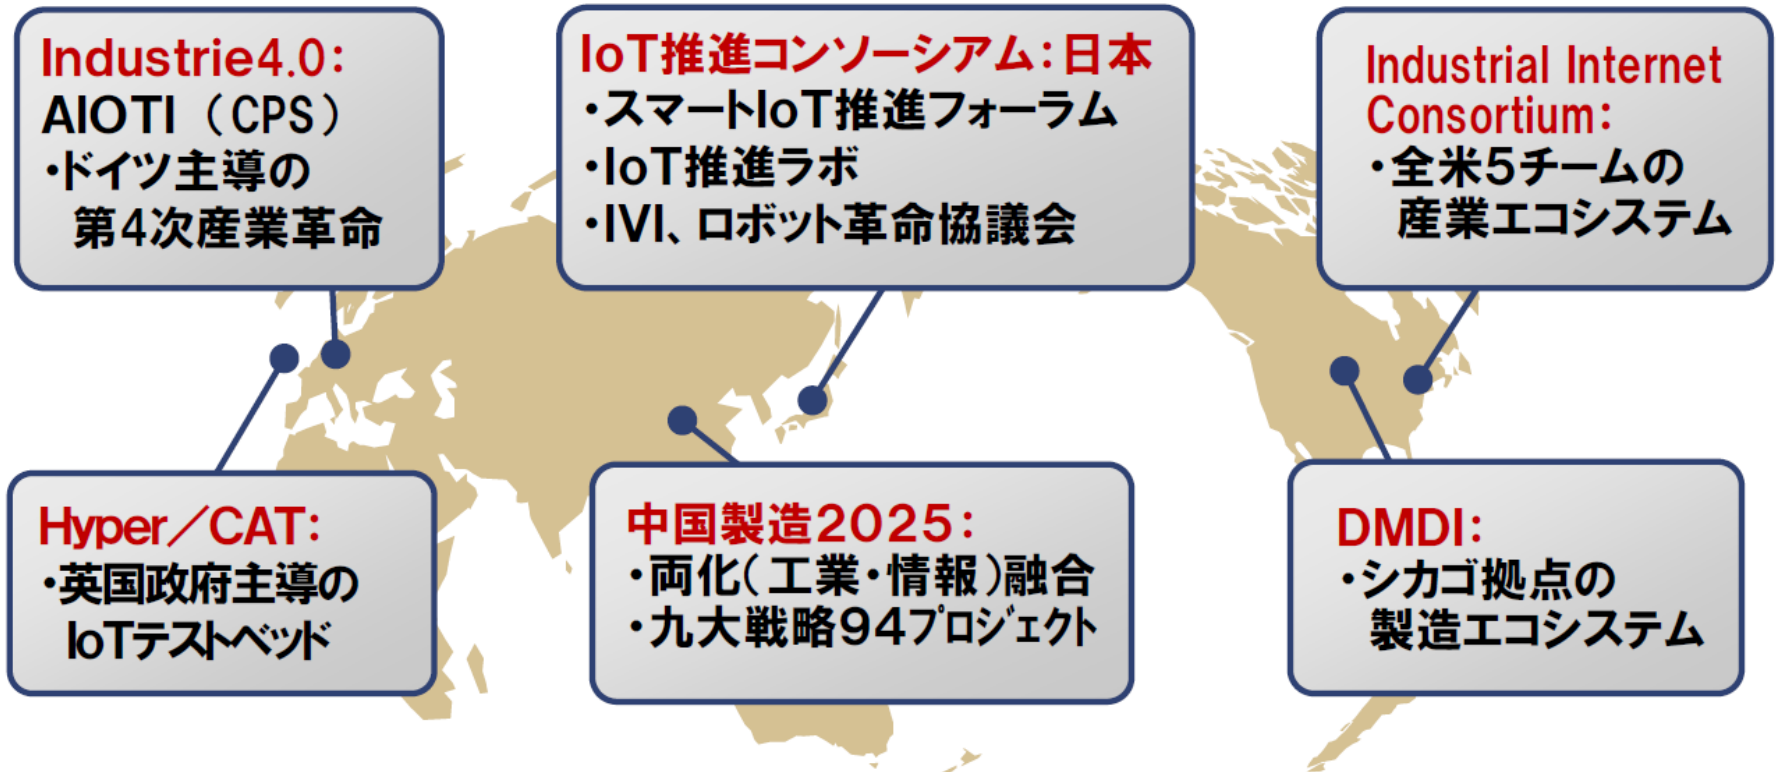 Industrie4.0：
AIOTI（CPS）
・ドイツ主導の
第4次産業革命
IoT推進コンソーシアム：日本
・スマートIoT推進フォーラム
・IoT推進ラボ
・IVI、ロボット革命協議会
Industrial Internet
Consortium：
・全米5チームの
産業エコシステム
Hyper／CAT：
・英国政府主導の
IoTテストベッド
中国製造2025：
・両化（工業・情報）融合
・九大戦略94プロジェクト
DMDI：
・シカゴ拠点の
製造エコシステム